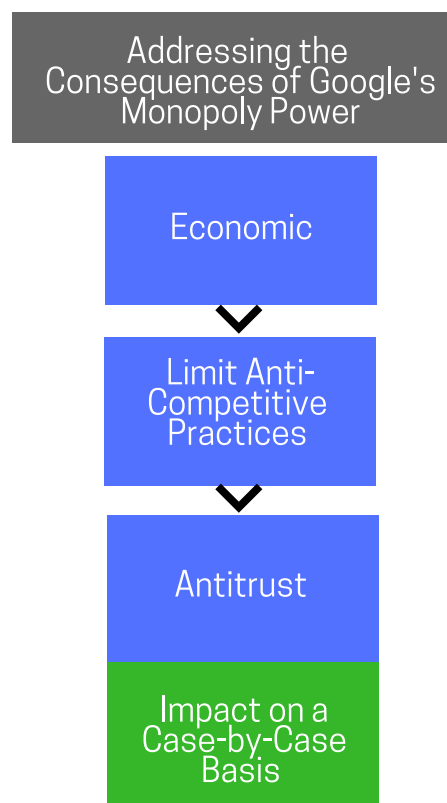 Addressing the
Consequences of Google's
Monopoly Power
Economic
Limit Anti-
Competitive
Practices
Antitrust
Impact on a
Case-by-Case
Basis